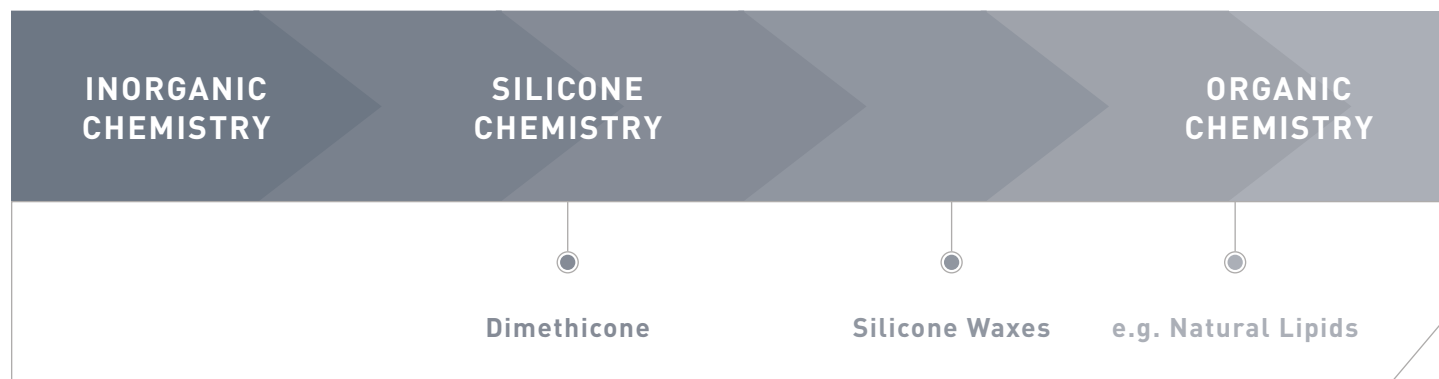 INORGANIC
CHEMISTRY
SILICONE
CHEMISTRY
ORGANIC
CHEMISTRY
Dimethicone
Silicone Waxes
e.g. Natural Lipids